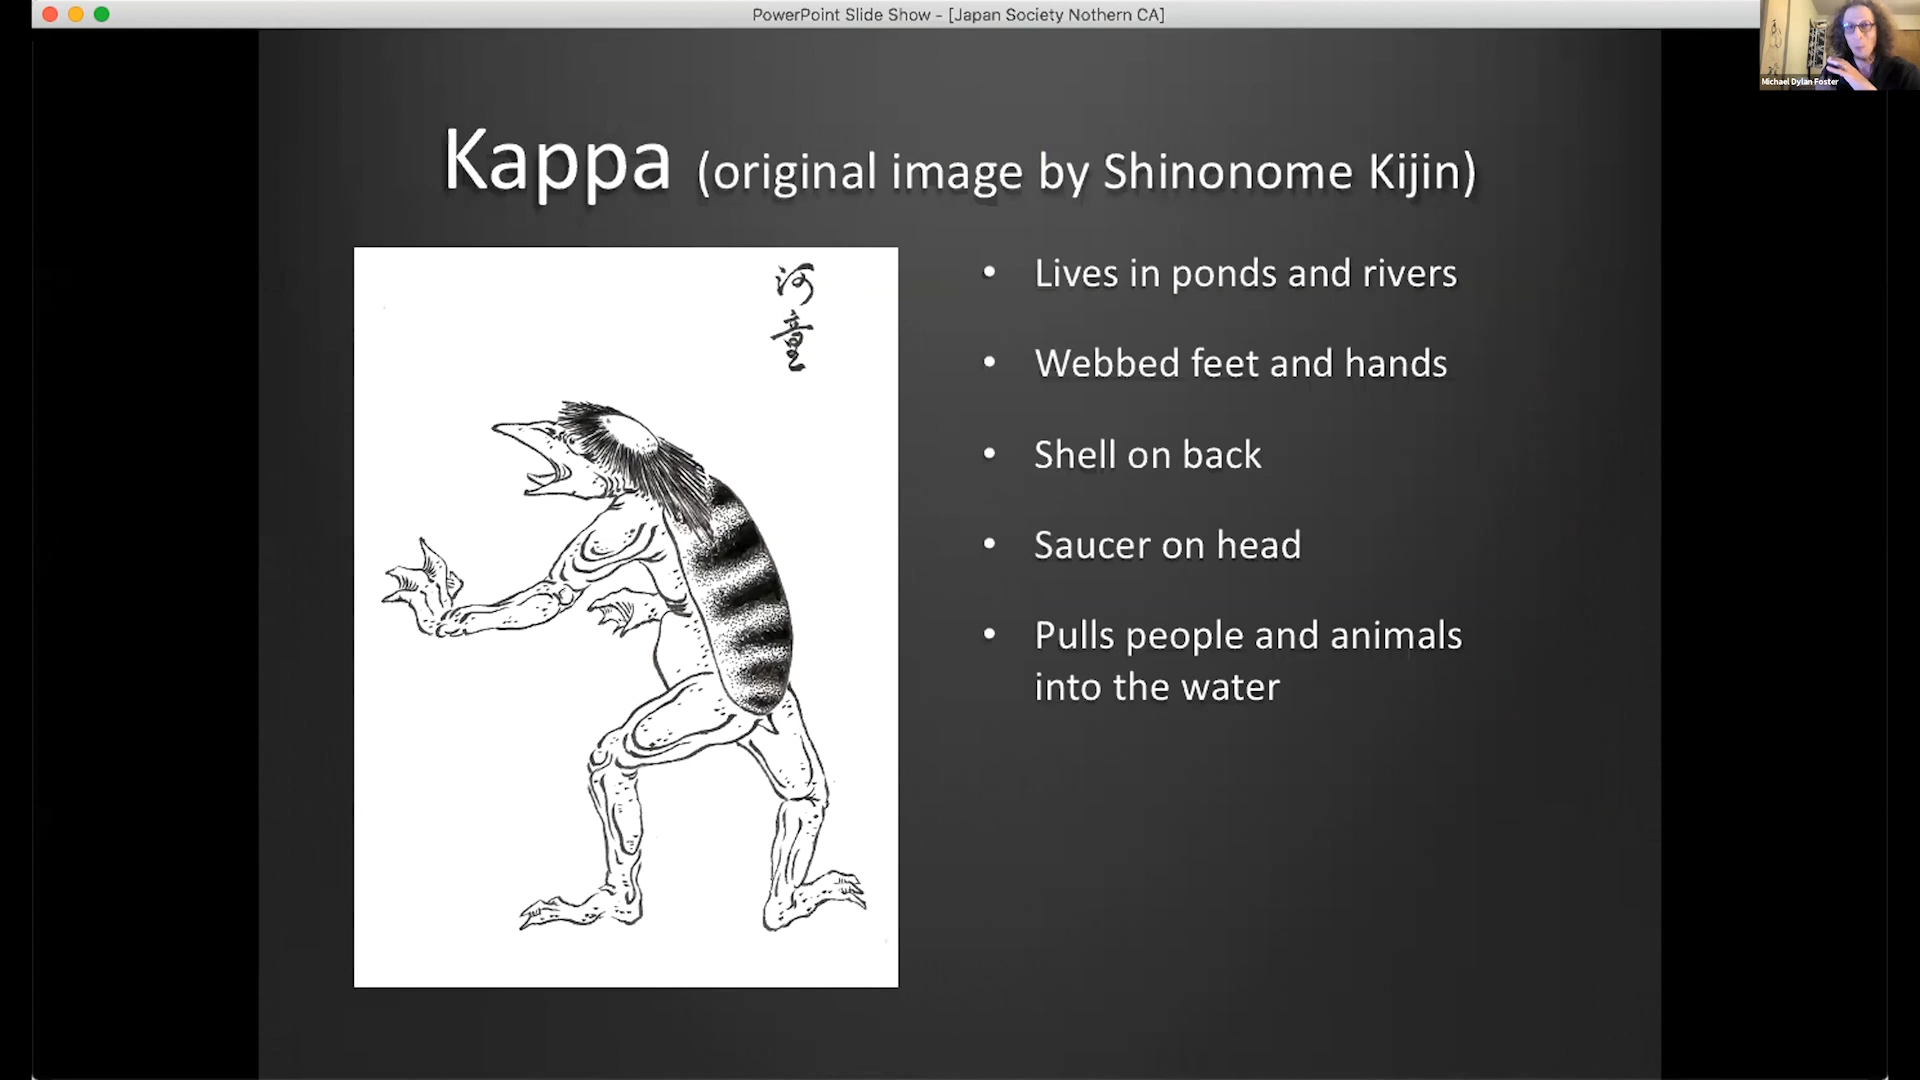 PowerPoint Slide Show - [Japan Society Nothern CA]
Michael Dylan Foster
Kappa (original image by Shinonome Kijin)
河
童
• Lives in ponds and rivers
• Webbed feet and hands
• Shell on back
• Saucer on head
• Pulls people and animals
into the water